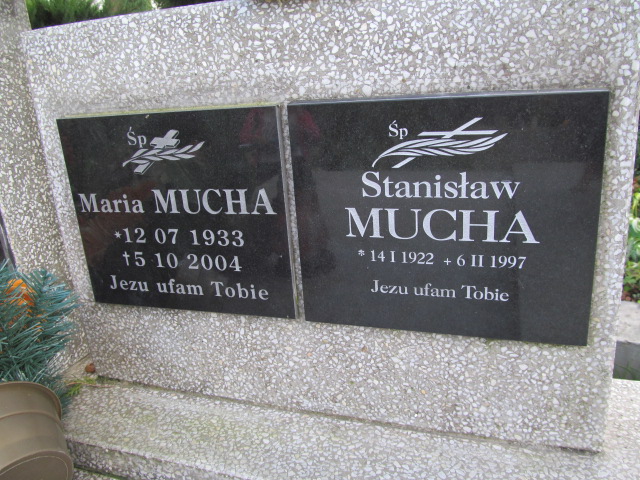 Śp
Maria MUCHA
*12 07 1933
†5 10 2004
Jezu ufam Tobie
Śp
Stanisław
MUCHA
* 14 I 1922 + 6 II 1997
Jezu ufam Tobie